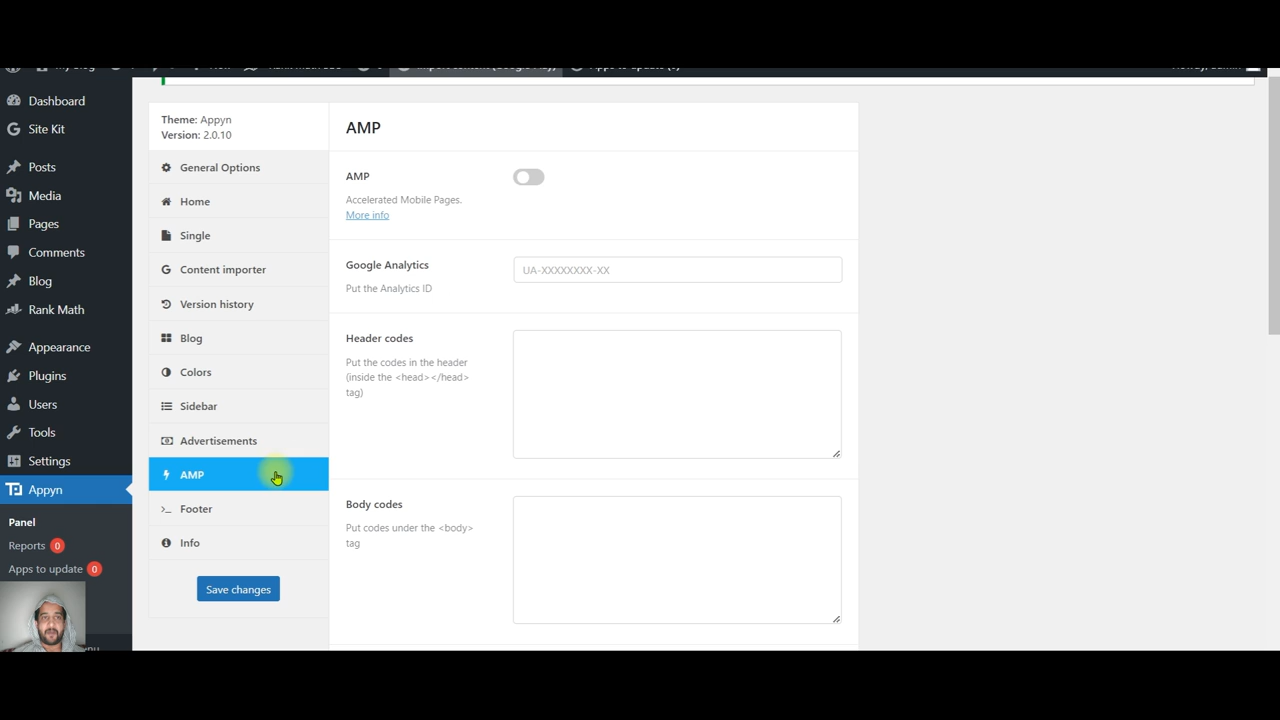 Dashboard
Site Kit
Posts
Media
Pages
Comments
Blog
Rank Math
Appearance
Plugins
Users
Tools
Settings
Appyn
Panel
Reports 0
Apps to update 0
Theme: Appyn
Version: 2.0.10
General Options
Home
Single
Content importer
Version history
Blog
Colors
Sidebar
Advertisements
AMP
Footer
Info
Save changes
AMP
AMP
Accelerated Mobile Pages.
More info
Google Analytics
UA-XXXXXXXX-XX
Put the Analytics ID
Header codes
Put the codes in the header
(inside the <head></head>
tag)
Body codes
Put codes under the <body>
tag